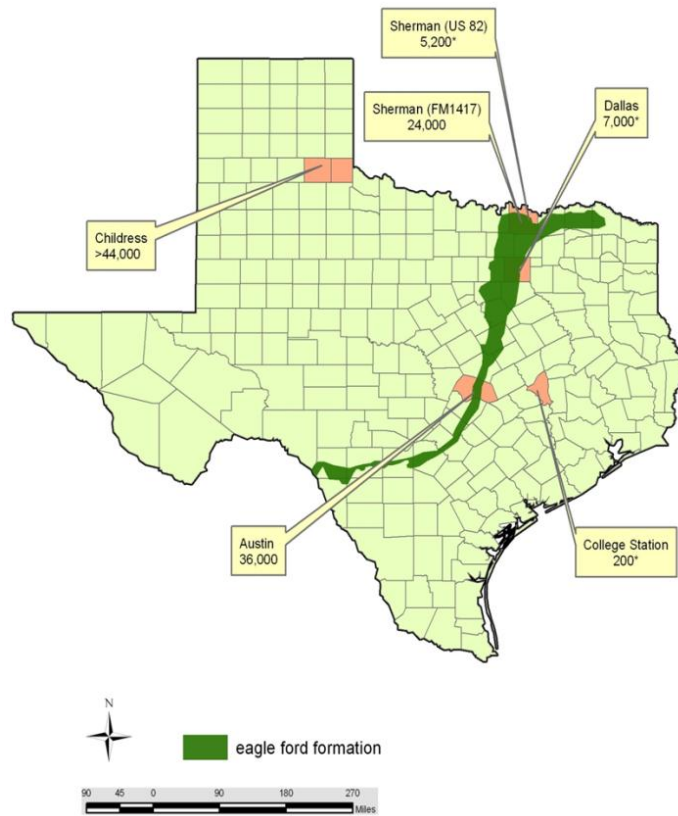 Sherman (US 82)
5,200*
Sherman (FM1417)
24,000
Dallas
7,000*
Childress
>44,000
Austin
36,000
College Station
200*
N
eagle ford formation
90 45 0 90 180 270
Miles